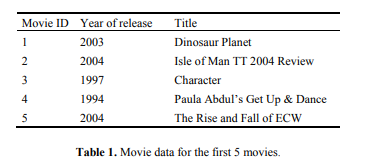 Movie ID Year of release Title
1 2003 Dinosaur Planet
2 2004 Isle of Man TT 2004 Review
3 1997 Character
4 1994 Paula Abdul's Get Up & Dance
5 2004 The Rise and Fall of ECW
Table 1. Movie data for the first 5 movies.